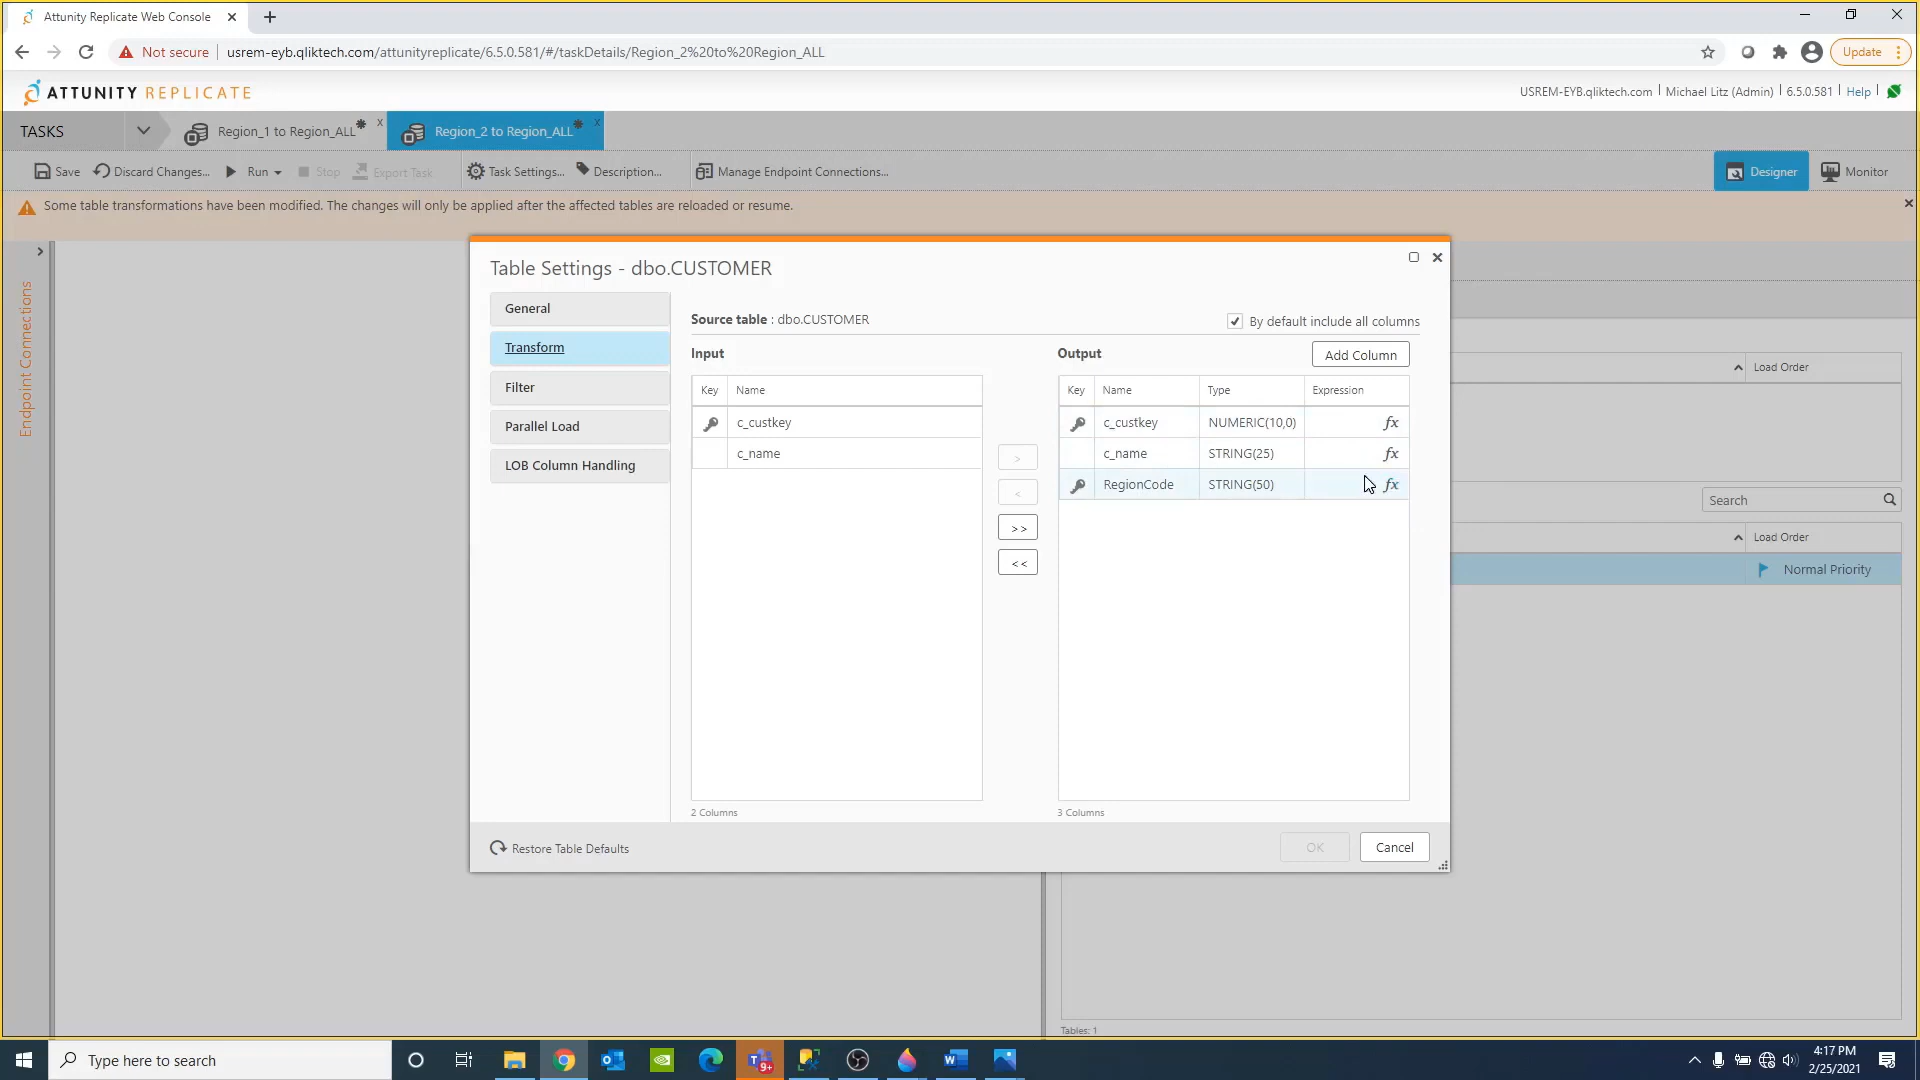 Attunity Replicate Web Console
Not secure
usrem-eyb.qliktech.com/attunityreplicate/6.5.0.581/#/taskDetails/Region_2%20to%20Region_ALL
Update
ATTUNITY REPLICATE
USREM-EYB.qliktech.com | Michael Litz (Admin) | 6.5.0.581 | Help |
TASKS
Region_1 to Region_ALL
x
Region_2 to Region_ALL
x
Save
Discard Changes...
Run
Stop
Export Task
Task Settings...
Description...
Manage Endpoint Connections...
Designer
Monitor
Some table transformations have been modified. The changes will only be applied after the affected tables are reloaded or resume.
Endpoint Connections
Table Settings - dbo.CUSTOMER
General
Transform
Filter
Parallel Load
LOB Column Handling
Source table : dbo.CUSTOMER
By default include all columns
Input
Output
Add Column
Key Name
c_custkey
c_name
2 Columns
>
<
>>
<<
Key Name Type Expression
c_custkey NUMERIC(10,0) fx
c_name STRING(25) fx
RegionCode STRING(50) fx
3 Columns
Restore Table Defaults
OK
Cancel
Load Order
Search
Load Order
Normal Priority
Tables: 1
Type here to search
9+
4:17 PM
2/25/2021